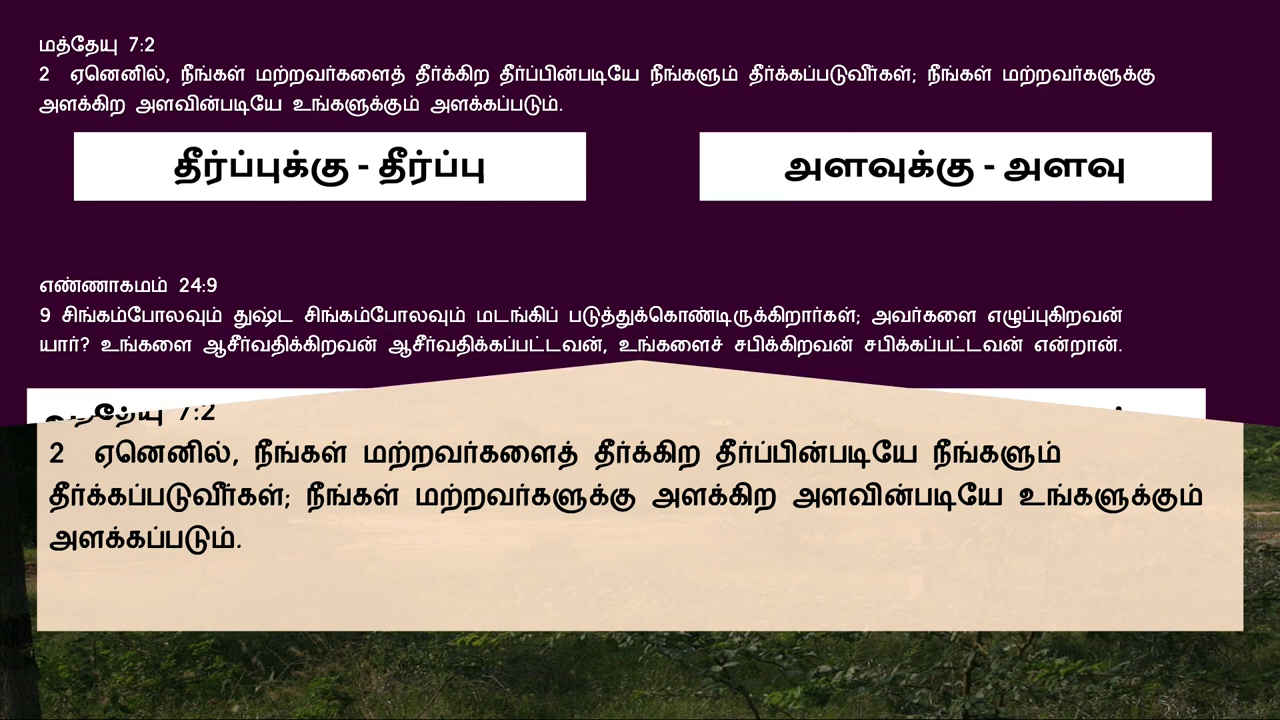 மத்தேயு 7:2
2 ஏனெனில், நீங்கள் மற்றவர்களைத் தீர்க்கிற தீர்ப்பின்படியே நீங்களும் தீர்க்கப்படுவீர்கள்; நீங்கள் மற்றவர்களுக்கு
அளக்கிற அளவின்படியே உங்களுக்கும் அளக்கப்படும்.
தீர்ப்புக்கு - தீர்ப்பு
அளவுக்கு - அளவு
எண்ணாகமம் 24:9
9 சிங்கம்போலவும் துஷ்ட சிங்கம்போலவும் மடங்கிப் படுத்துக்கொண்டிருக்கிறார்கள்; அவர்களை எழுப்புகிறவன்
யார்? உங்களை ஆசீர்வதிக்கிறவன் ஆசீர்வதிக்கப்பட்டவன், உங்களைச் சபிக்கிறவன் சபிக்கப்பட்டவன் என்றான்.
மத்தேயு 7:2
2 ஏனெனில், நீங்கள் மற்றவர்களைத் தீர்க்கிற தீர்ப்பின்படியே நீங்களும்
தீர்க்கப்படுவீர்கள்; நீங்கள் மற்றவர்களுக்கு அளக்கிற அளவின்படியே உங்களுக்கும்
அளக்கப்படும்.